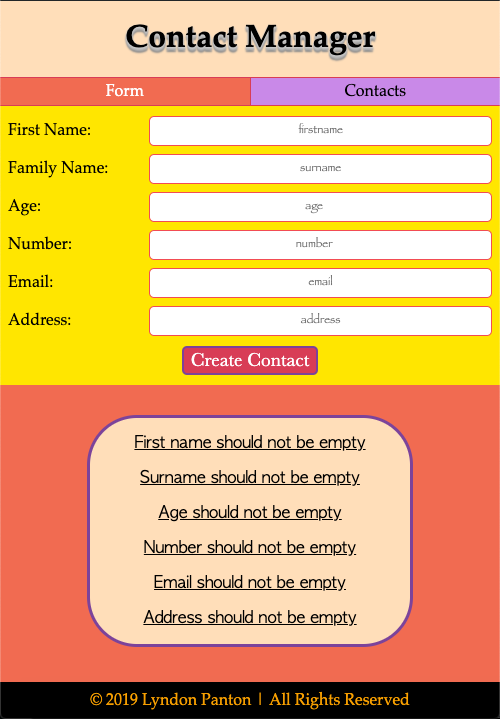 Contact Manager
Form Contacts
First Name: firstname
Family Name: surname
Age: age
Number: number
Email: email
Address: address
Create Contact
First name should not be empty
Surname should not be empty
Age should not be empty
Number should not be empty
Email should not be empty
Address should not be empty
© 2019 Lyndon Panton | All Rights Reserved